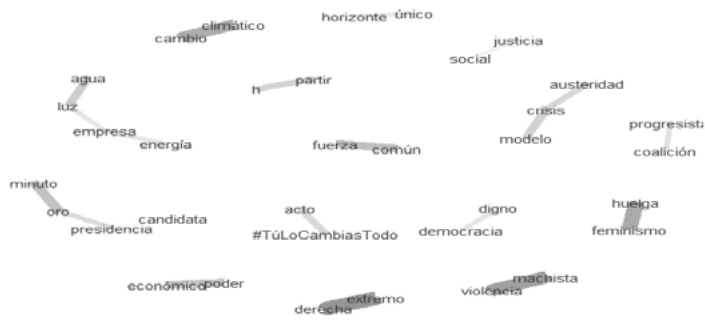 horizonte único
climático
cambio
justicia
social
agua
h partir
austeridad
luz
crisis
empresa
energía
modelo
progresista
coalición
fuerza común
minuto
oro
presidencia
candidata
acto
#TúLoCambiasTodo
digno
democracia
huelga
feminismo
económico poder
derecha extremo
violencia machista